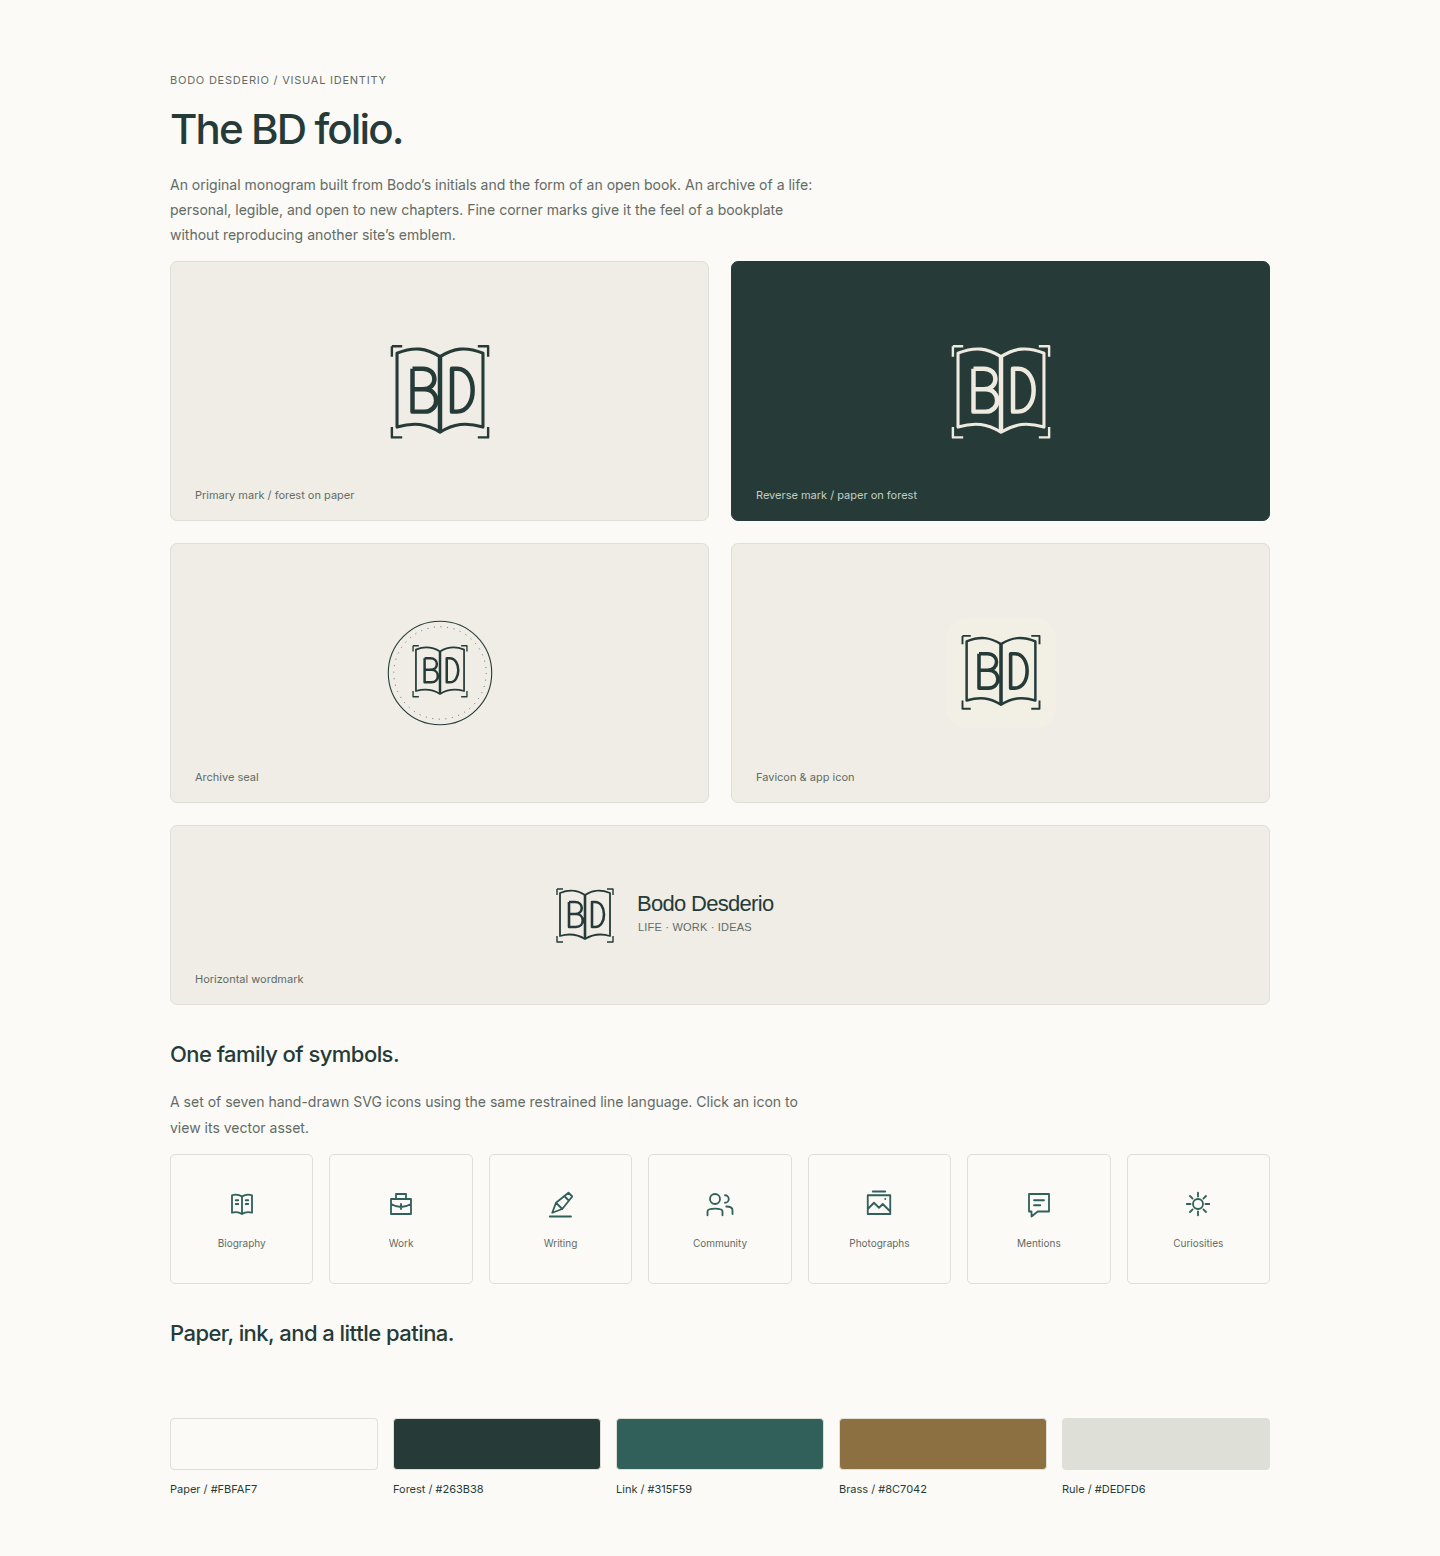 BODO DESDERIO / VISUAL IDENTITY
The BD folio.
An original monogram built from Bodo’s initials and the form of an open book. An archive of a life:
personal, legible, and open to new chapters. Fine corner marks give it the feel of a bookplate
without reproducing another site’s emblem.
BD
Primary mark / forest on paper
BD
Reverse mark / paper on forest
BD
Archive seal
BD
Favicon & app icon
BD
Bodo Desderio
LIFE · WORK · IDEAS
Horizontal wordmark
One family of symbols.
A set of seven hand-drawn SVG icons using the same restrained line language. Click an icon to
view its vector asset.
Biography
Work
Writing
Community
Photographs
Mentions
Curiosities
Paper, ink, and a little patina.
Paper / #FBFAF7
Forest / #263B38
Link / #315F59
Brass / #8C7042
Rule / #DEDFD6